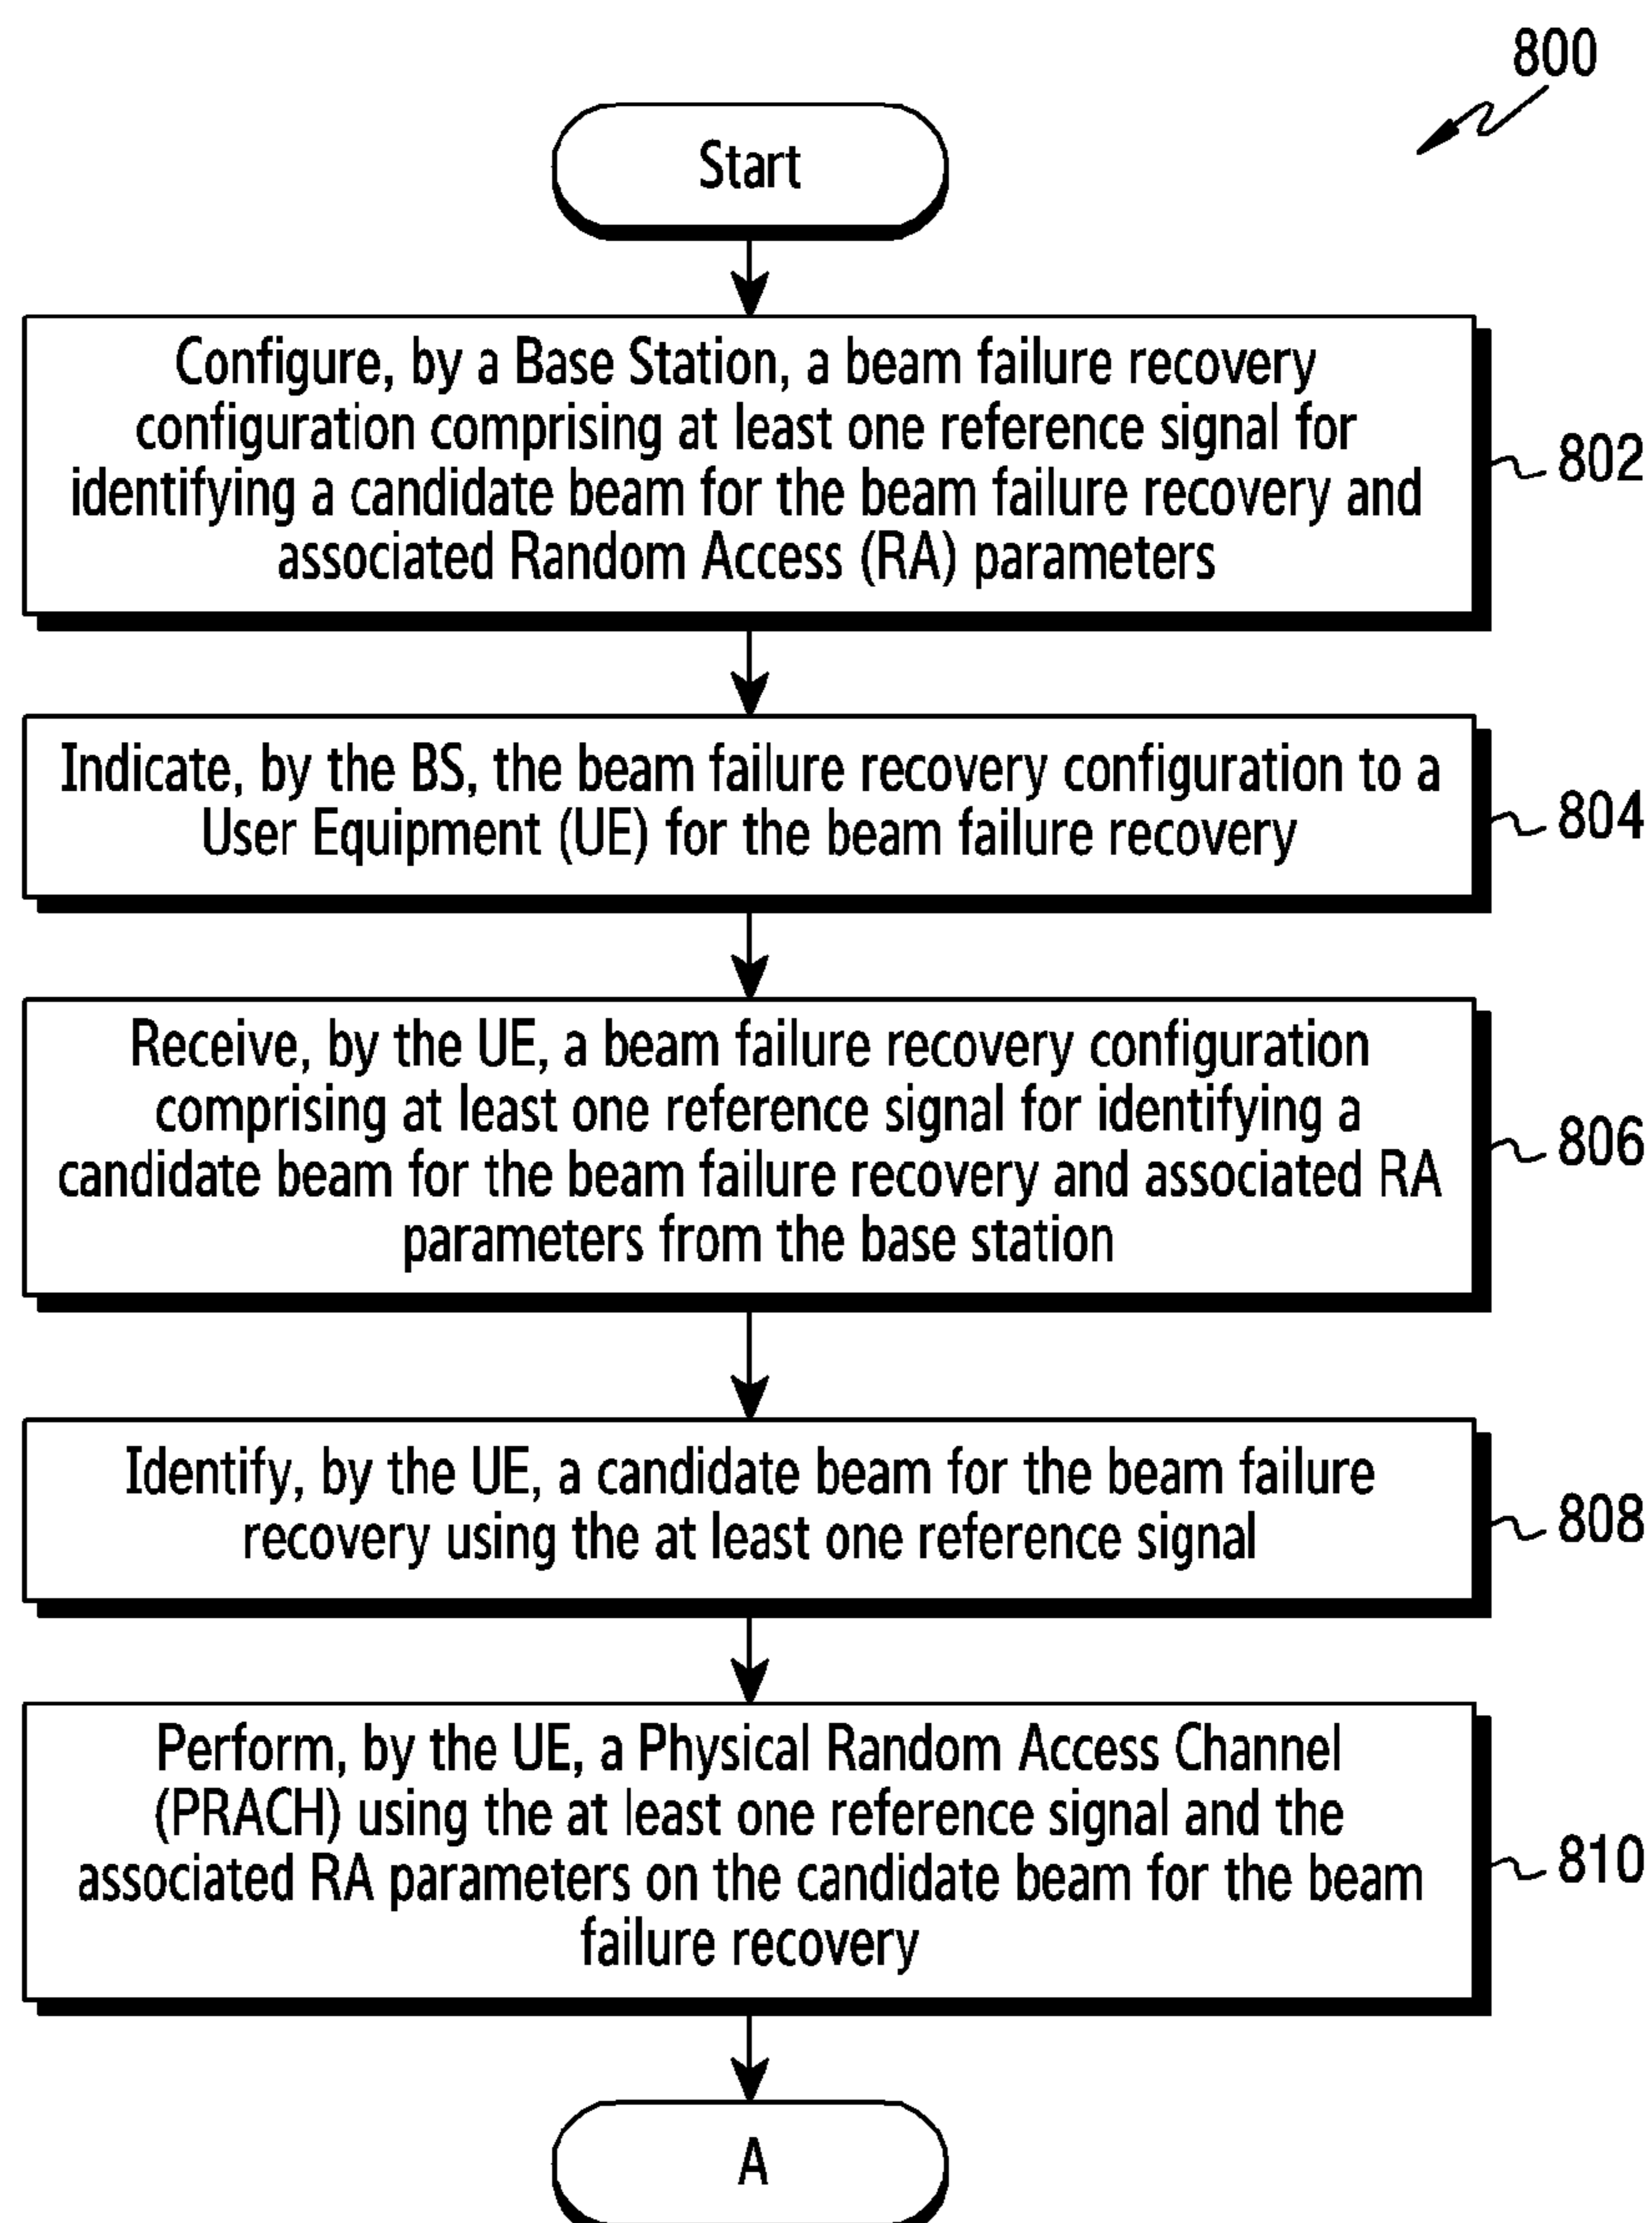 800
Start
Configure, by a Base Station, a beam failure recovery
configuration comprising at least one reference signal for
identifying a candidate beam for the beam failure recovery and
associated Random Access (RA) parameters
802
Indicate, by the BS, the beam failure recovery configuration to a
User Equipment (UE) for the beam failure recovery
804
Receive, by the UE, a beam failure recovery configuration
comprising at least one reference signal for identifying a
candidate beam for the beam failure recovery and associated RA
parameters from the base station
806
Identify, by the UE, a candidate beam for the beam failure
recovery using the at least one reference signal
808
Perform, by the UE, a Physical Random Access Channel
(PRACH) using the at least one reference signal and the
associated RA parameters on the candidate beam for the beam
failure recovery
810
A